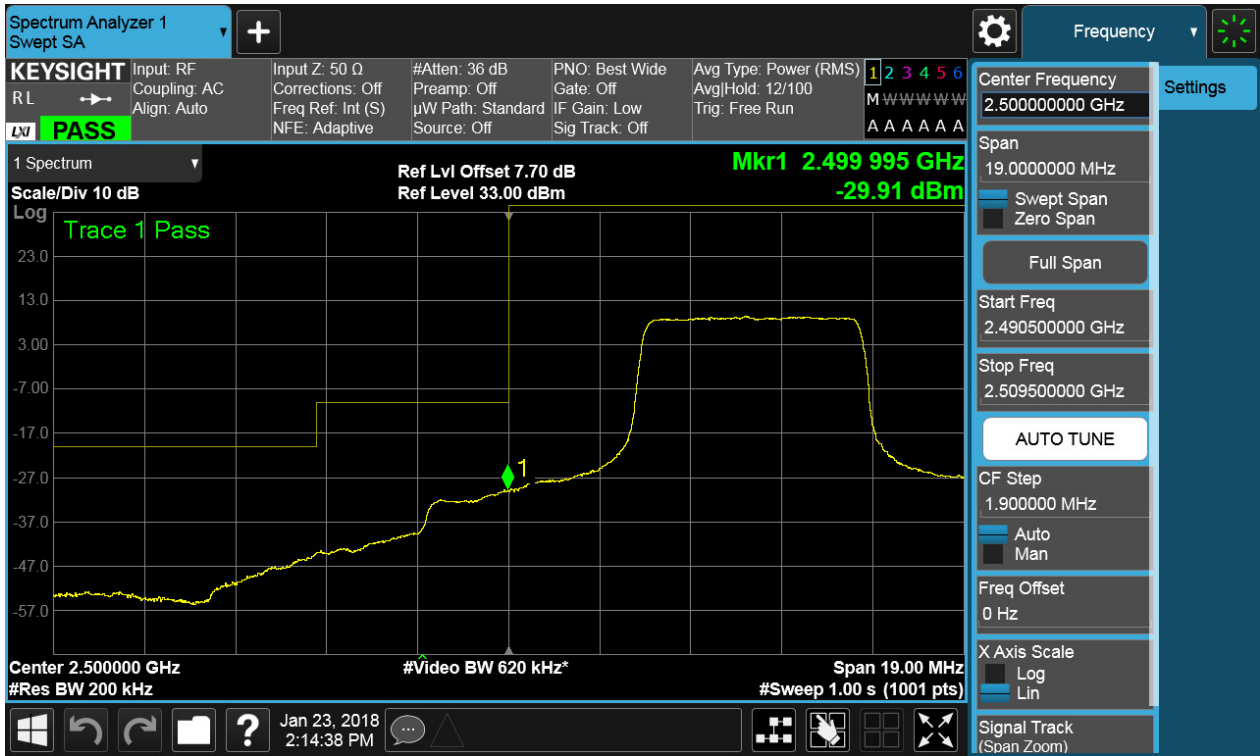 Spectrum Analyzer 1
Swept SA
Frequency
KEYSIGHT
RL
LXI
PASS
Input: RF
Coupling: AC
Align: Auto
Input Z: 50 Ω
Corrections: Off
Freq Ref: Int (S)
NFE: Adaptive
#Atten: 36 dB
Preamp: Off
µW Path: Standard
Source: Off
PNO: Best Wide
Gate: Off
IF Gain: Low
Sig Track: Off
Avg Type: Power (RMS)
Avg|Hold: 12/100
Trig: Free Run
1 2 3 4 5 6
M W W W W W
A A A A A A
1 Spectrum
Scale/Div 10 dB
Ref Lvl Offset 7.70 dB
Ref Level 33.00 dBm
Mkr1 2.499 995 GHz
-29.91 dBm
Log
Trace 1 Pass
23.0
13.0
3.00
-7.00
-17.0
-27.0
-37.0
-47.0
-57.0
1
Center 2.500000 GHz
#Res BW 200 kHz
#Video BW 620 kHz*
Span 19.00 MHz
#Sweep 1.00 s (1001 pts)
Jan 23, 2018
2:14:38 PM
Center Frequency
2.500000000 GHz
Settings
Span
19.0000000 MHz
Swept Span
Zero Span
Full Span
Start Freq
2.490500000 GHz
Stop Freq
2.509500000 GHz
AUTO TUNE
CF Step
1.900000 MHz
Auto
Man
Freq Offset
0 Hz
X Axis Scale
Log
Lin
Signal Track
(Span Zoom)